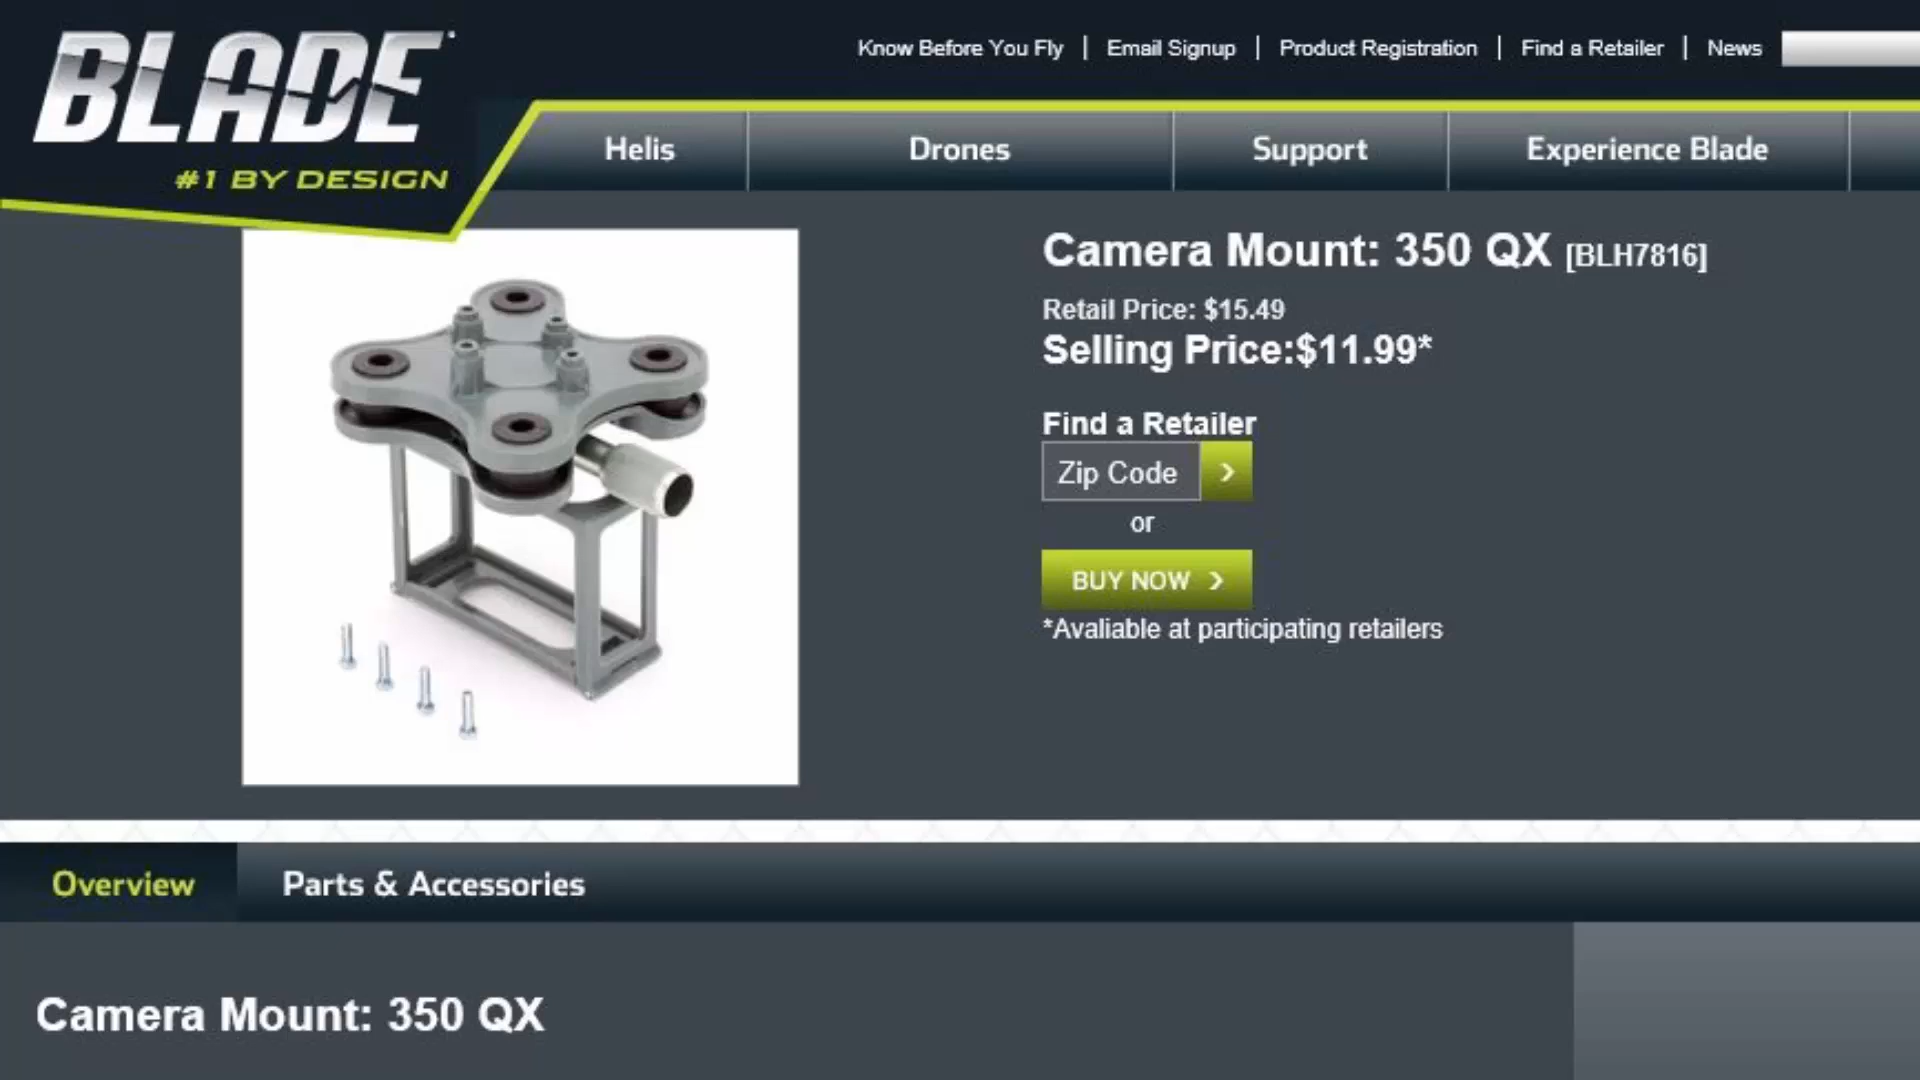 BLADE
#1 BY DESIGN
Know Before You Fly | Email Signup | Product Registration | Find a Retailer | News
Helis
Drones
Support
Experience Blade
Camera Mount: 350 QX [BLH7816]
Retail Price: $15.49
Selling Price:$11.99*
Find a Retailer
Zip Code
or
BUY NOW
*Avaliable at participating retailers
Overview
Parts & Accessories
Camera Mount: 350 QX